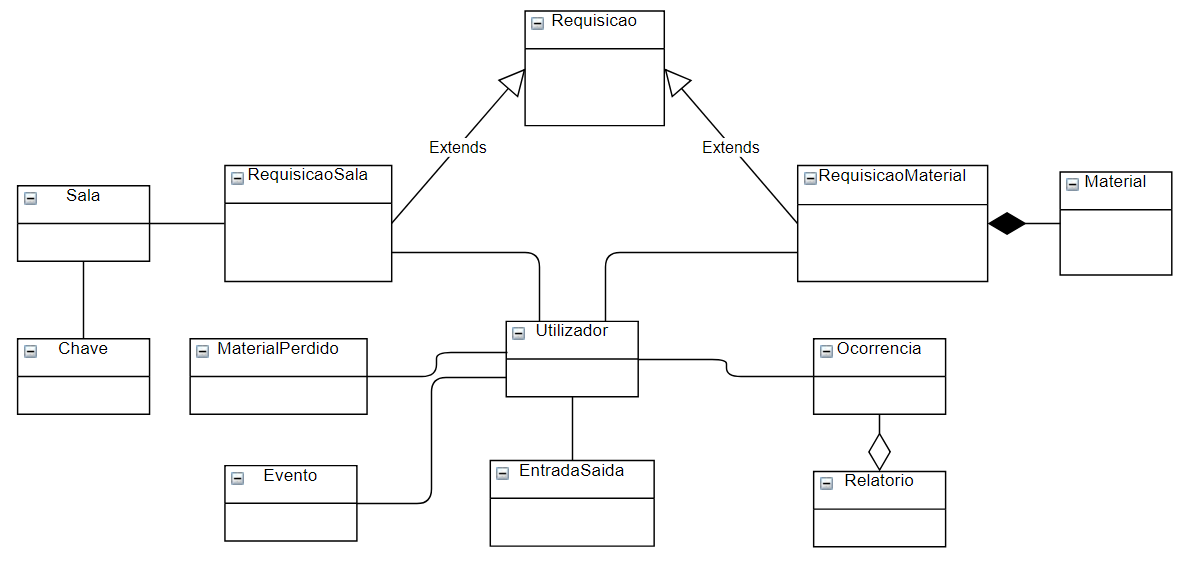 Requisicao
Extends
Extends
RequisicaoSala
RequisicaoMaterial
Material
Sala
Utilizador
Chave
MaterialPerdido
Ocorrencia
Evento
EntradaSaida
Relatorio